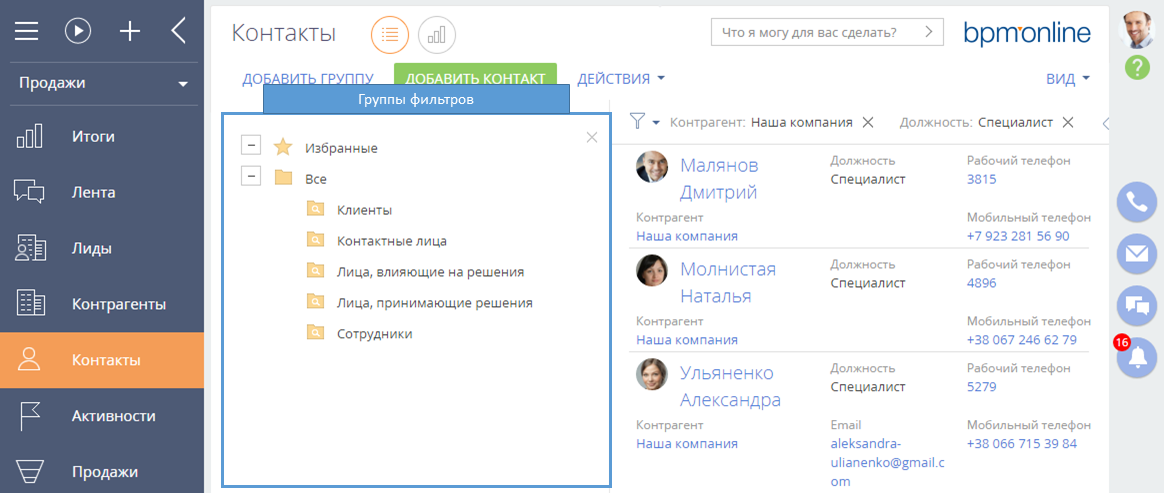 Контакты
Что я могу для вас сделать?
bpm'online
Продажи
ДОБАВИТЬ ГРУППУ
ДОБАВИТЬ КОНТАКТ
ДЕЙСТВИЯ
ВИД
?
Группы фильтров
Итоги
Лента
Лиды
Контрагенты
Контакты
Активности
Продажи
Избранные
Все
Клиенты
Контактные лица
Лица, влияющие на решения
Лица, принимающие решения
Сотрудники
Контрагент: Наша компания Должность: Специалист
Малянов
Дмитрий
Должность
Специалист
Рабочий телефон
3815
Контрагент
Наша компания
Мобильный телефон
+7 923 281 56 90
Молнистая
Наталья
Должность
Специалист
Рабочий телефон
4896
Контрагент
Наша компания
Мобильный телефон
+38 067 246 62 79
Ульяненко
Александра
Должность
Специалист
Рабочий телефон
5279
Контрагент
Наша компания
Email
aleksandra-
ulianenko@gmail.c
om
Мобильный телефон
+38 066 715 39 84
16